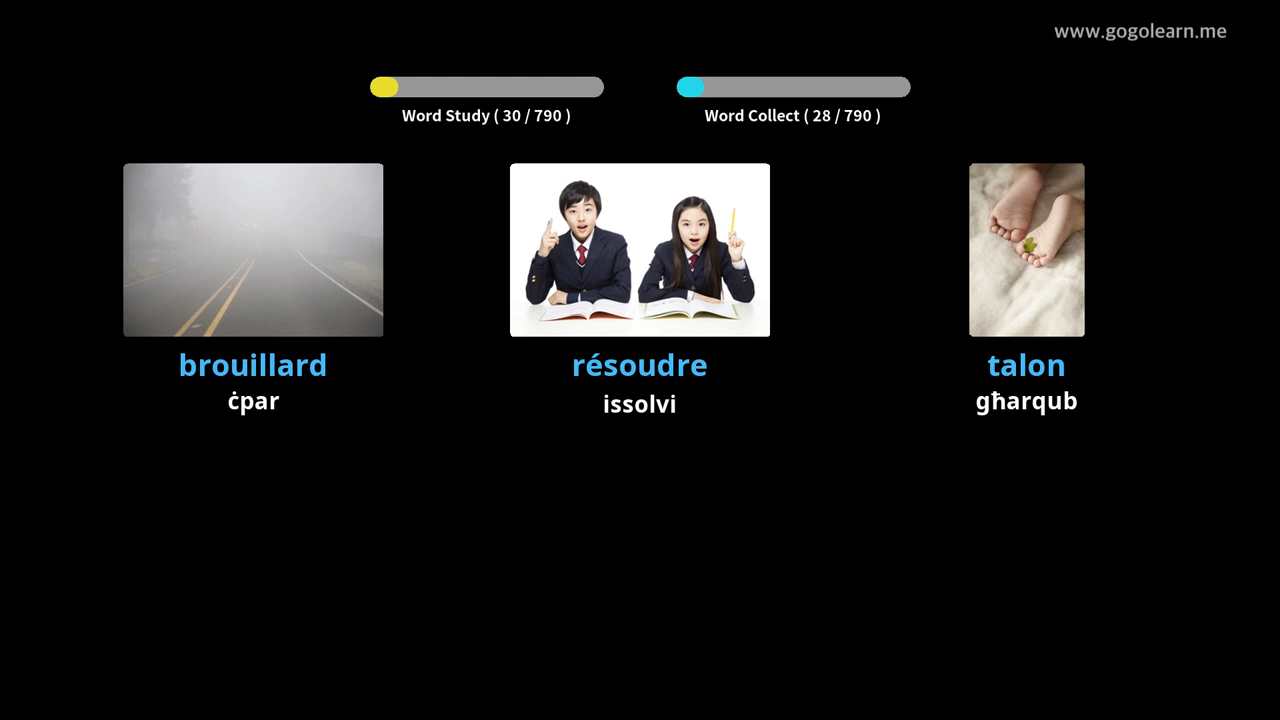 www.gogolearn.me
Word Study ( 30 / 790 )
Word Collect ( 28 / 790 )
brouillard
ċpar
résoudre
issolvi
talon
għarqub